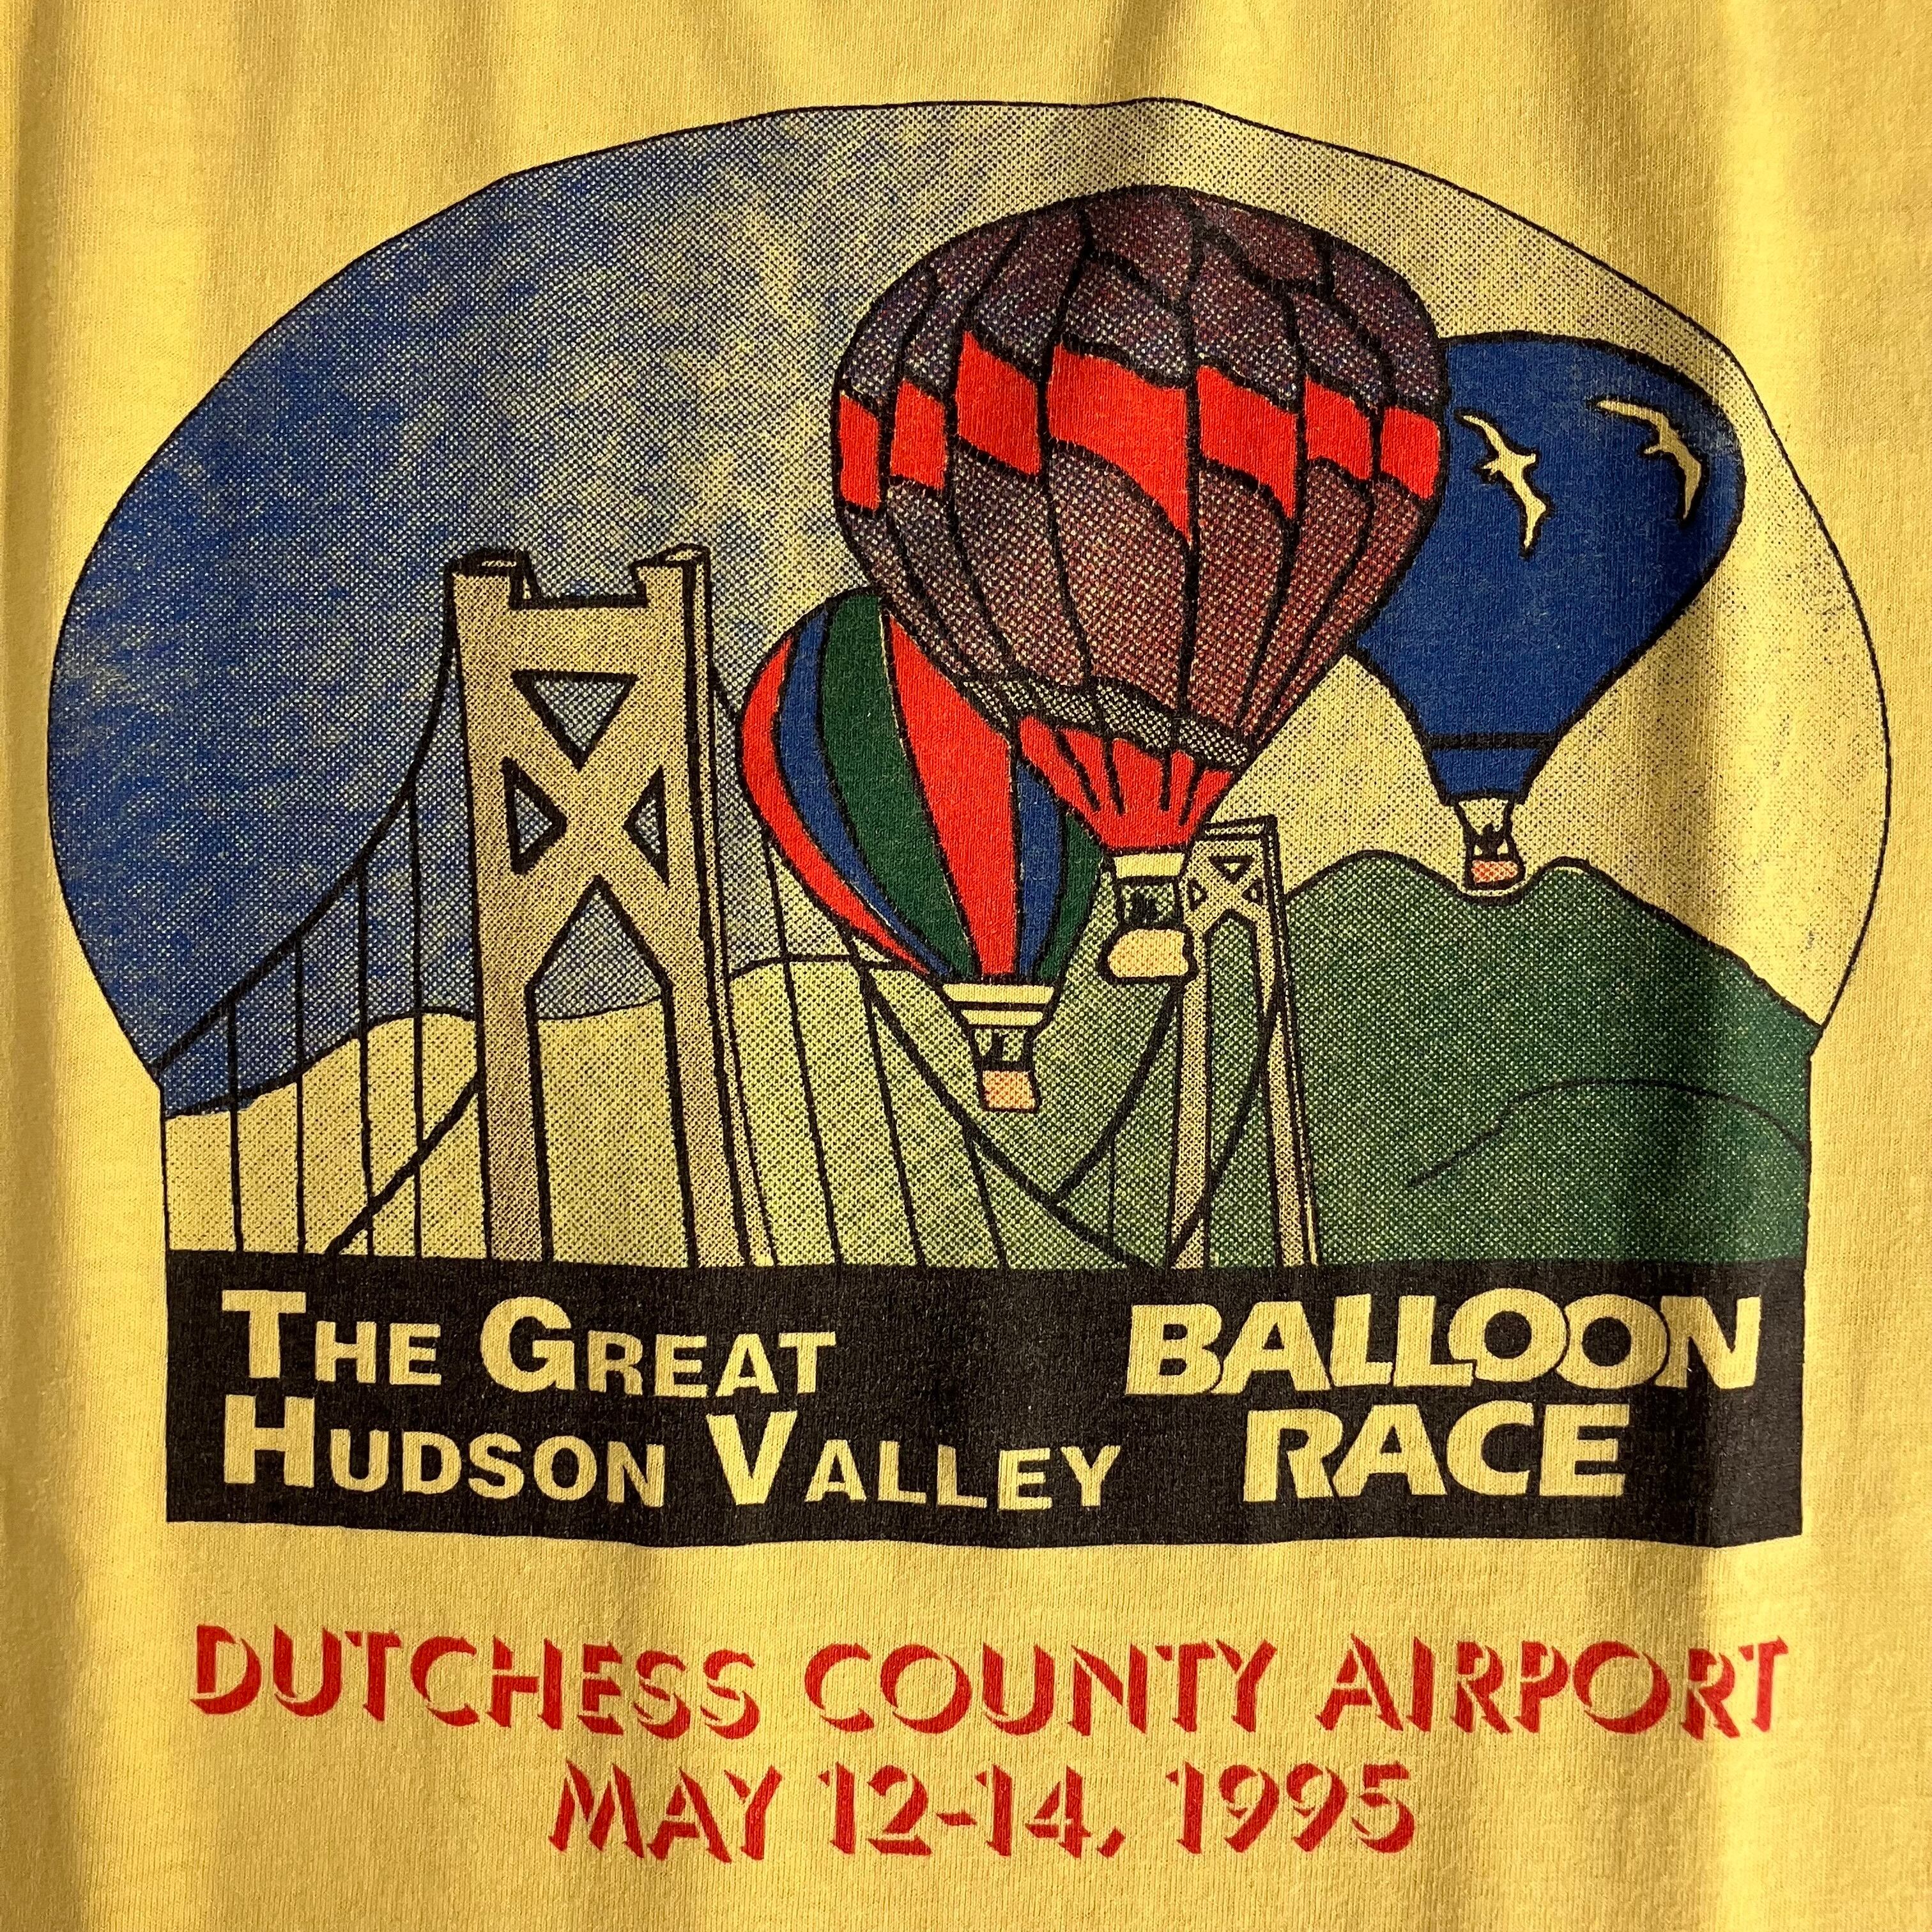 THE GREAT
HUDSON VALLEY
BALLOON
RACE
DUTCHESS COUNTY AIRPORT
MAY 12-14, 1995